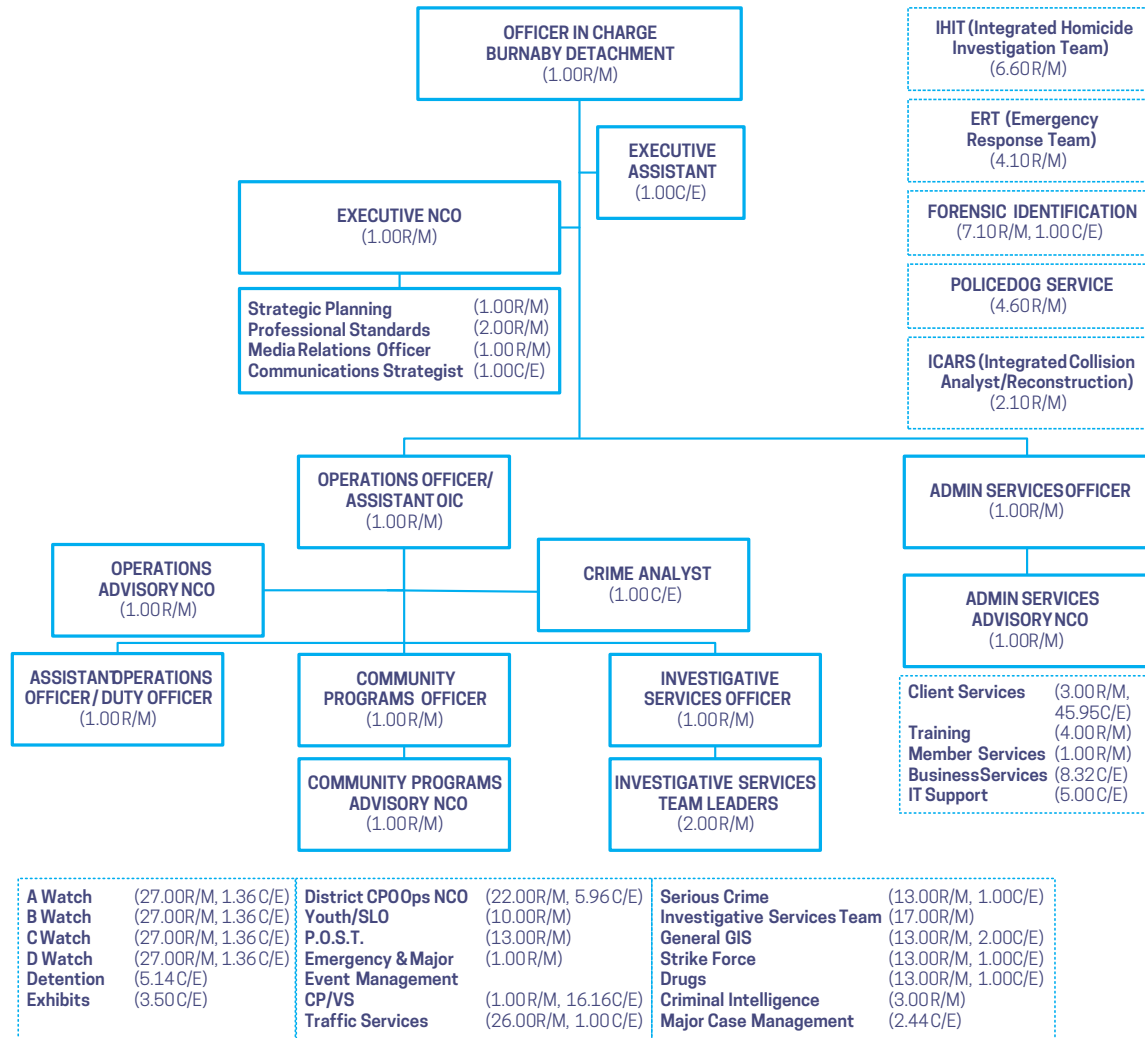 OFFICER IN CHARGE
BURNABY DETACHMENT
(1.00R/M)
EXECUTIVE
ASSISTANT
(1.00C/E)
EXECUTIVE NCO
(1.00R/M)
Strategic Planning (1.00R/M)
Professional Standards (2.00R/M)
Media Relations Officer (1.00R/M)
Communications Strategist (1.00C/E)
IHIT (Integrated Homicide
Investigation Team)
(6.60R/M)
ERT (Emergency
Response Team)
(4.10R/M)
FORENSIC IDENTIFICATION
(7.10R/M, 1.00 C/E)
POLICEDOG SERVICE
(4.60R/M)
ICARS (Integrated Collision
Analyst/Reconstruction)
(2.10R/M)
OPERATIONS OFFICER/
ASSISTANT OIC
(1.00R/M)
ADMIN SERVICES OFFICER
(1.00R/M)
OPERATIONS
ADVISORY NCO
(1.00R/M)
CRIME ANALYST
(1.00C/E)
ADMIN SERVICES
ADVISORY NCO
(1.00R/M)
ASSISTANT OPERATIONS
OFFICER / DUTY OFFICER
(1.00R/M)
COMMUNITY
PROGRAMS OFFICER
(1.00R/M)
INVESTIGATIVE
SERVICES OFFICER
(1.00R/M)
COMMUNITY PROGRAMS
ADVISORY NCO
(1.00R/M)
INVESTIGATIVE SERVICES
TEAM LEADERS
(2.00R/M)
Client Services (3.00R/M,
45.95C/E)
Training (4.00R/M)
Member Services (1.00R/M)
Business Services (8.32C/E)
IT Support (5.00C/E)
A Watch (27.00R/M, 1.36 C/E)
B Watch (27.00R/M, 1.36 C/E)
C Watch (27.00R/M, 1.36 C/E)
D Watch (27.00R/M, 1.36 C/E)
Detention (5.14C/E)
Exhibits (3.50C/E)
District CPO Ops NCO (22.00R/M, 5.96C/E)
Youth/SLO (10.00R/M)
P.O.S.T. (13.00R/M)
Emergency & Major (1.00R/M)
Event Management
CP/VS (1.00R/M, 16.16C/E)
Traffic Services (26.00R/M, 1.00C/E)
Serious Crime (13.00R/M, 1.00C/E)
Investigative Services Team (17.00R/M)
General GIS (13.00R/M, 2.00C/E)
Strike Force (13.00R/M, 1.00C/E)
Drugs (13.00R/M, 1.00C/E)
Criminal Intelligence (3.00R/M)
Major Case Management (2.44C/E)